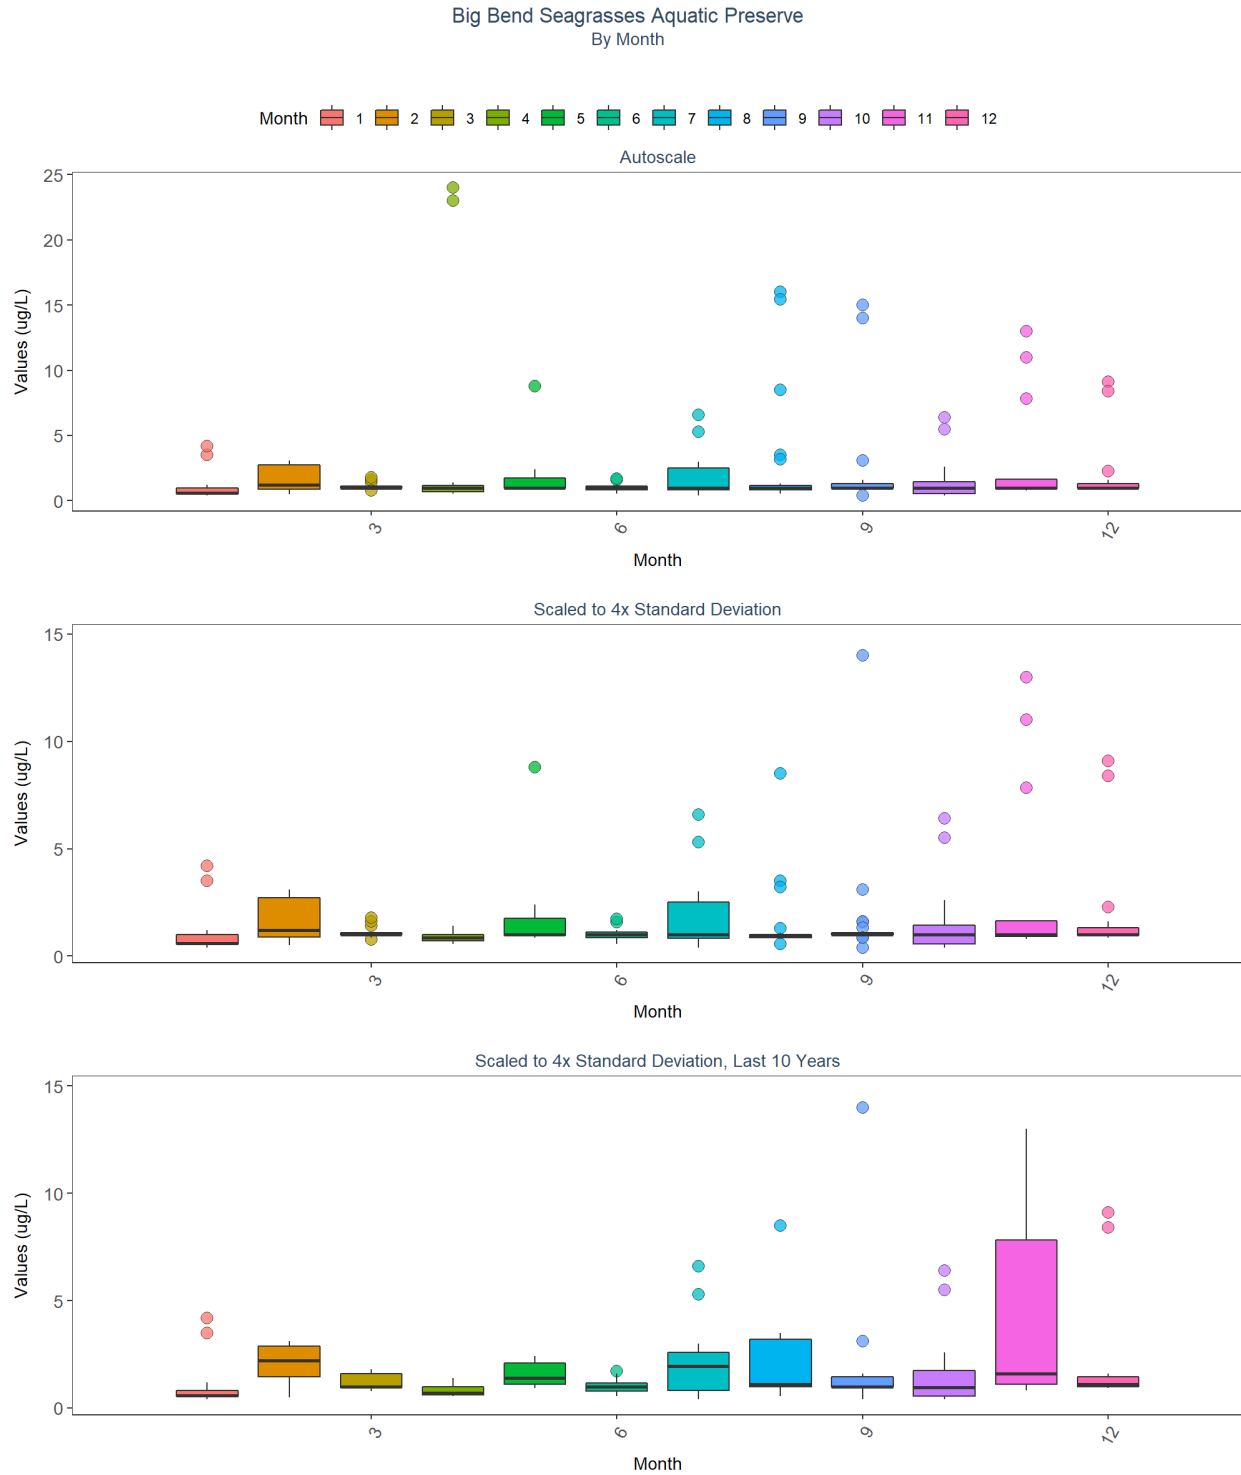 Big Bend Seagrasses Aquatic Preserve
By Month
Month 1 2 3 4 5 6 7 8 9 10 11 12
Autoscale
25
20
15
10
5
0
Values (ug/L)
3 6 9 12
Month
Scaled to 4x Standard Deviation
15
10
5
0
Values (ug/L)
3 6 9 12
Month
Scaled to 4x Standard Deviation, Last 10 Years
15
10
5
0
Values (ug/L)
3 6 9 12
Month